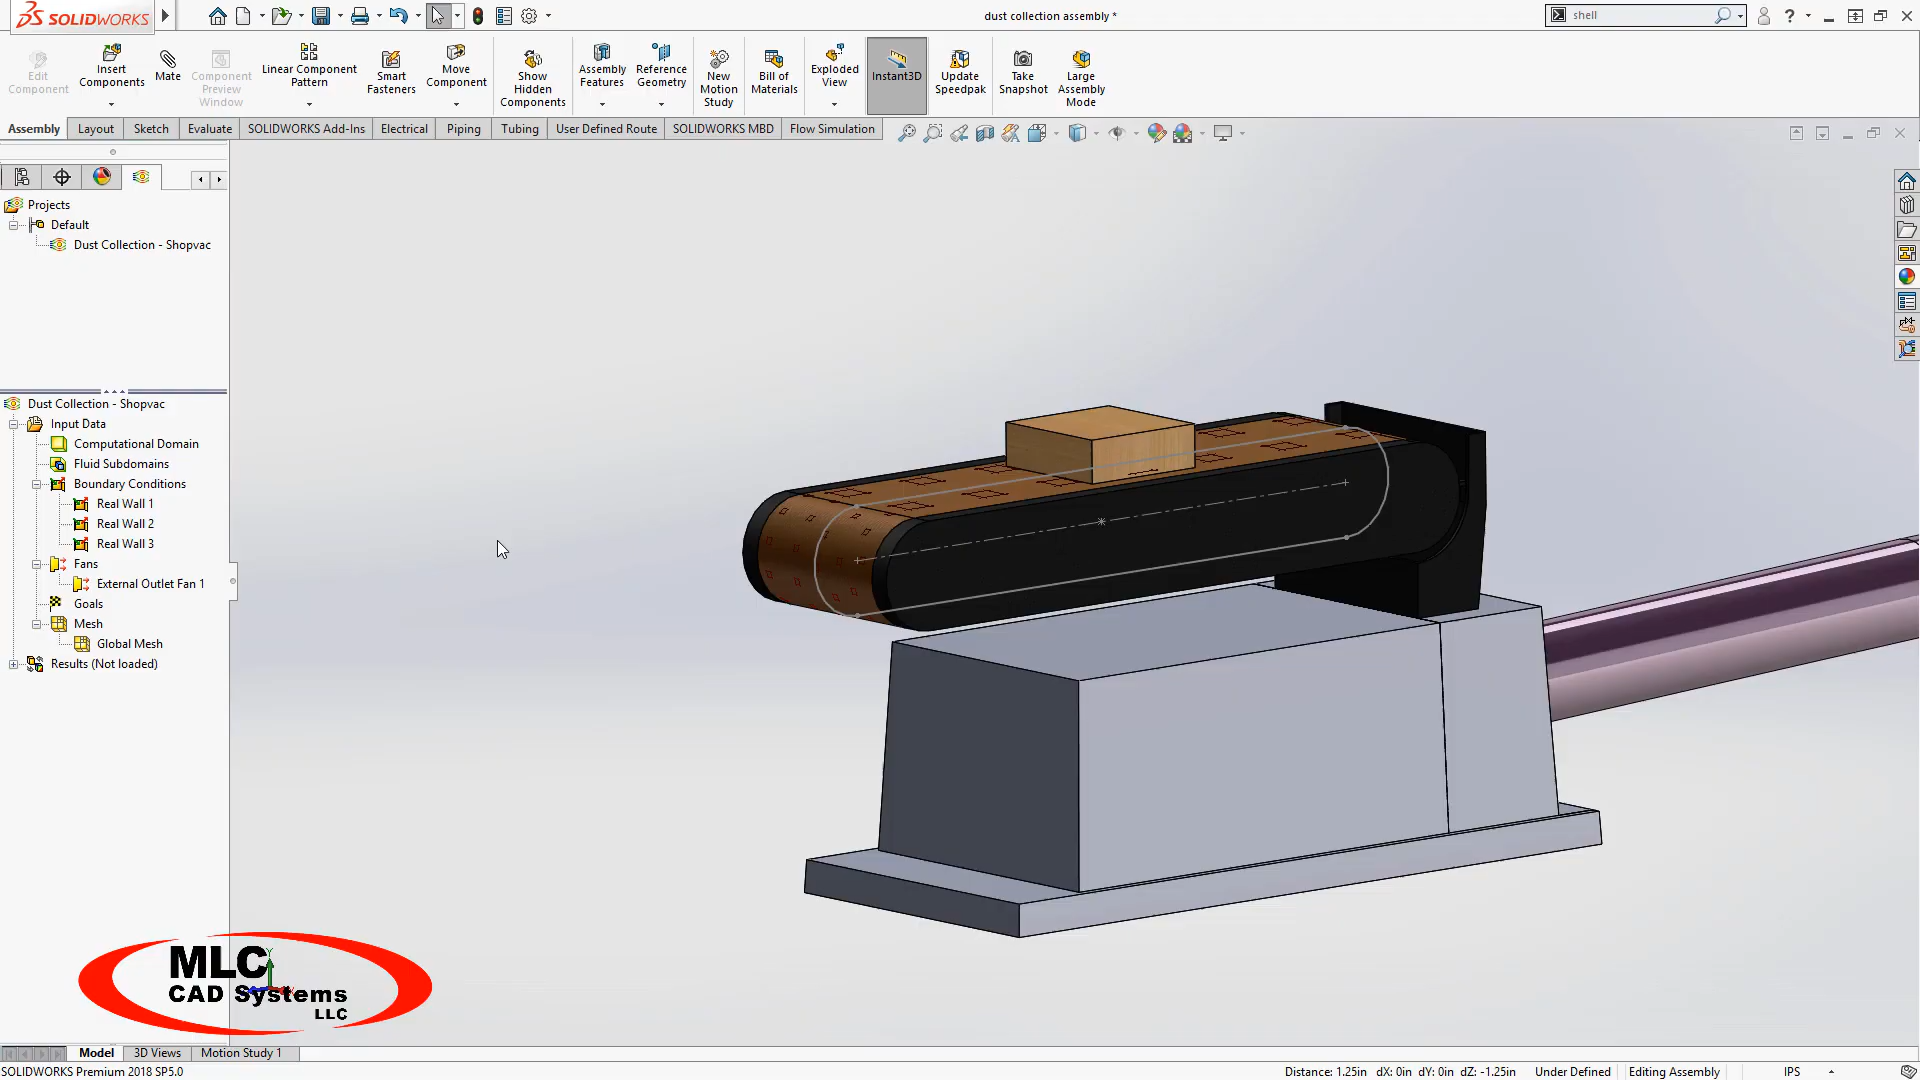 SOLIDWORKS
dust collection assembly *
shell
Edit Component
Insert Components
Mate
Component Preview Window
Linear Component Pattern
Smart Fasteners
Move Component
Show Hidden Components
Assembly Features
Reference Geometry
New Motion Study
Bill of Materials
Exploded View
Instant3D
Update Speedpak
Take Snapshot
Large Assembly Mode
Assembly
Layout
Sketch
Evaluate
SOLIDWORKS Add-Ins
Electrical
Piping
Tubing
User Defined Route
SOLIDWORKS MBD
Flow Simulation
Projects
Default
Dust Collection - Shopvac
Dust Collection - Shopvac
Input Data
Computational Domain
Fluid Subdomains
Boundary Conditions
Real Wall 1
Real Wall 2
Real Wall 3
Fans
External Outlet Fan 1
Goals
Mesh
Global Mesh
Results (Not loaded)
MLC
CAD Systems
LLC
Model
3D Views
Motion Study 1
SOLIDWORKS Premium 2018 SP5.0
Distance: 1.25in dX: 0in dY: 0in dZ: -1.25in
Under Defined
Editing Assembly
IPS